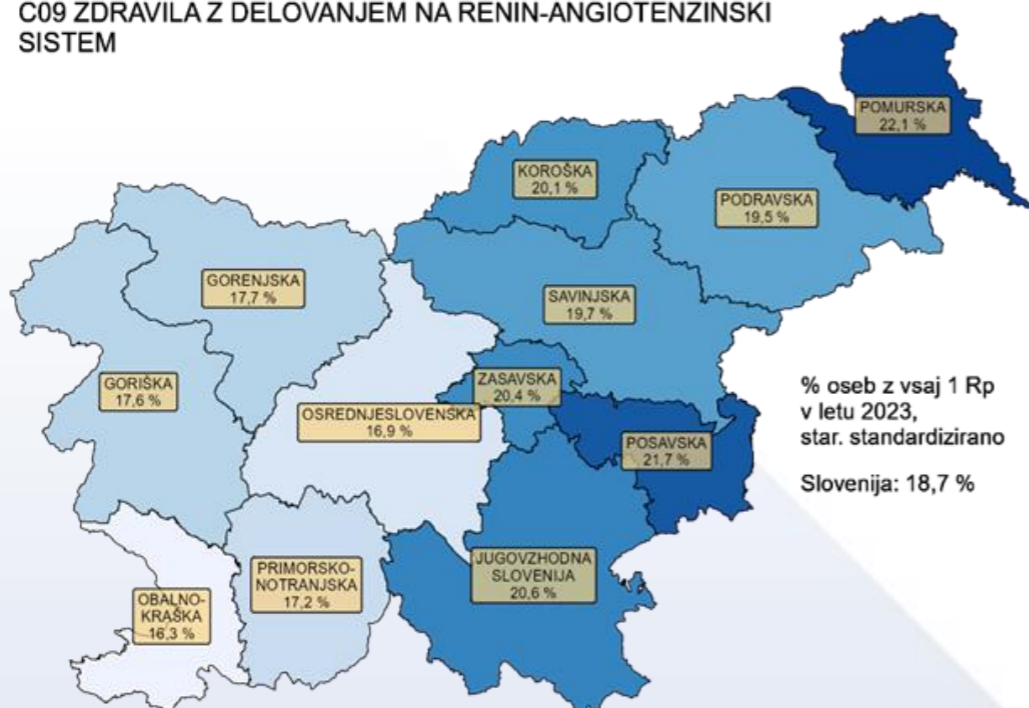 C09 ZDRAVILA Z DELOVANJEM NA RENIN-ANGIOTENZINSKI
SISTEM
POMURSKA
22,1 %
KOROŠKA
20,1 %
PODRAVSKA
19,5 %
GORENJSKA
17,7 %
SAVINJSKA
19,7 %
GORIŠKA
17,6 %
ZASAVSKA
20,4 %
OSREDNJESLOVENSKA
16,9 %
POSAVSKA
21,7 %
% oseb z vsaj 1 Rp
v letu 2023,
star. standardizirano
Slovenija: 18,7 %
JUGOVZHODNA
SLOVENIJA
20,6 %
PRIMORSKO-
NOTRANJSKA
17,2 %
OBALNO-
KRAŠKA
16,3 %